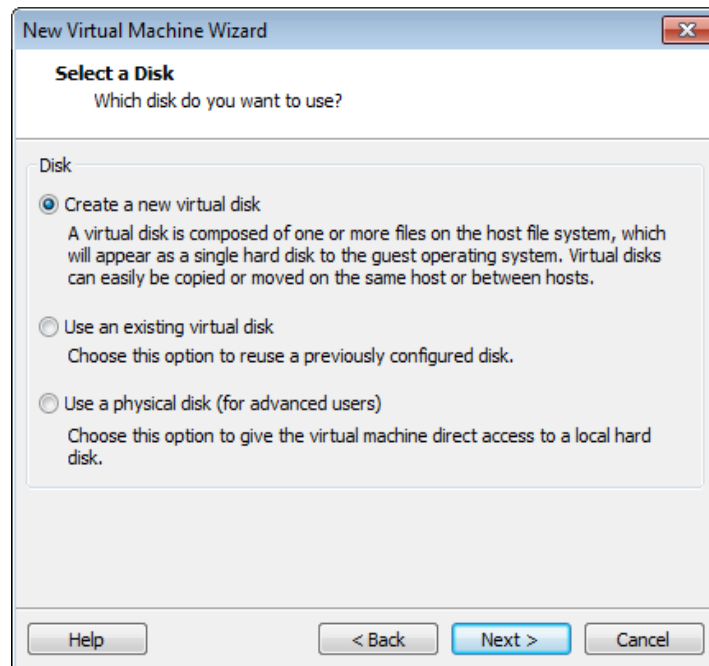 New Virtual Machine Wizard
Select a Disk
Which disk do you want to use?
Disk
Create a new virtual disk
A virtual disk is composed of one or more files on the host file system, which
will appear as a single hard disk to the guest operating system. Virtual disks
can easily be copied or moved on the same host or between hosts.
Use an existing virtual disk
Choose this option to reuse a previously configured disk.
Use a physical disk (for advanced users)
Choose this option to give the virtual machine direct access to a local hard
disk.
Help
< Back
Next >
Cancel